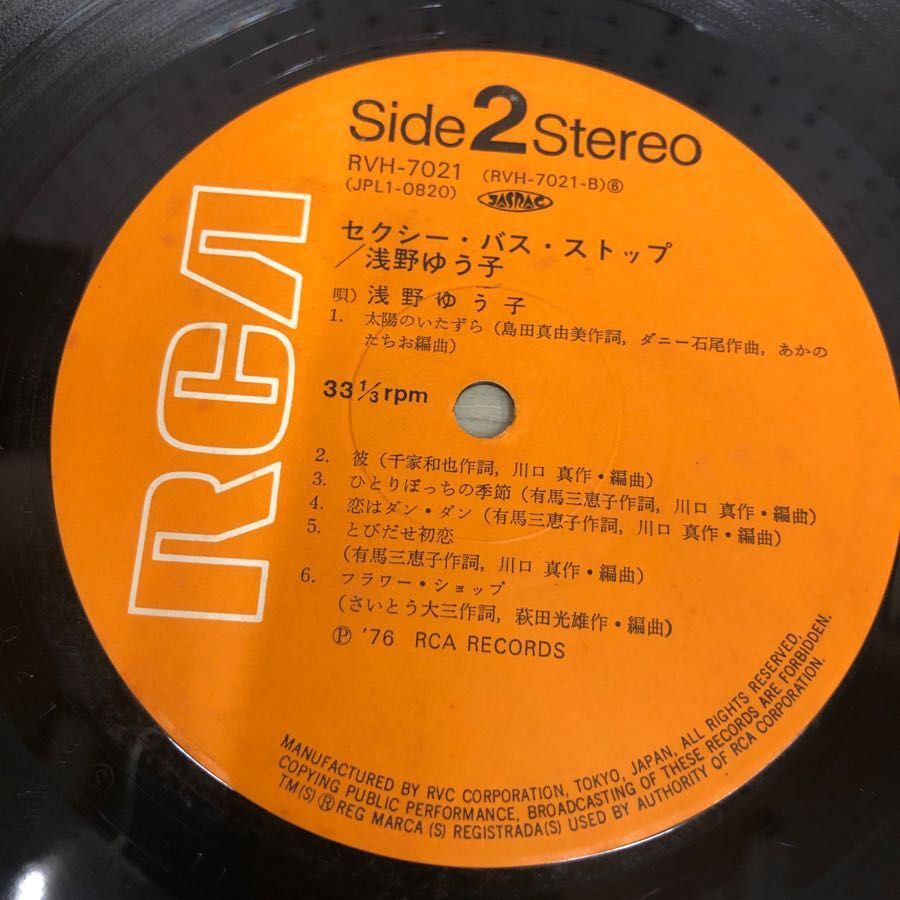 Side 2 Stereo
RVH-7021 (RVH-7021-B)⑥
(JPL1-0820) JASRAC
セクシー・バス・ストップ
／浅野ゆう子
唄）浅野ゆう子
1. 太陽のいたずら（島田真由美作詞，ダニー石尾作曲，あかの
たちお編曲）
33 1/3 rpm
2. 彼（千家和也作詞，川口 真作・編曲）
3. ひとりぽっちの季節（有馬三恵子作詞，川口 真作・編曲）
4. 恋はダン・ダン（有馬三恵子作詞，川口 真作・編曲）
5. とびだせ初恋
（有馬三恵子作詞，川口 真作・編曲）
6. フラワー・ショップ
（さいとう大三作詞，萩田光雄作・編曲）
Ⓟ '76 RCA RECORDS
RCA
MANUFACTURED BY RVC CORPORATION, TOKYO, JAPAN, ALL RIGHTS RESERVED,
COPYING PUBLIC PERFORMANCE, BROADCASTING OF THESE RECORDS ARE FORBIDDEN.
TM(S) ® REG MARCA (S) REGISTRADA(S) USED BY AUTHORITY OF RCA CORPORATION.